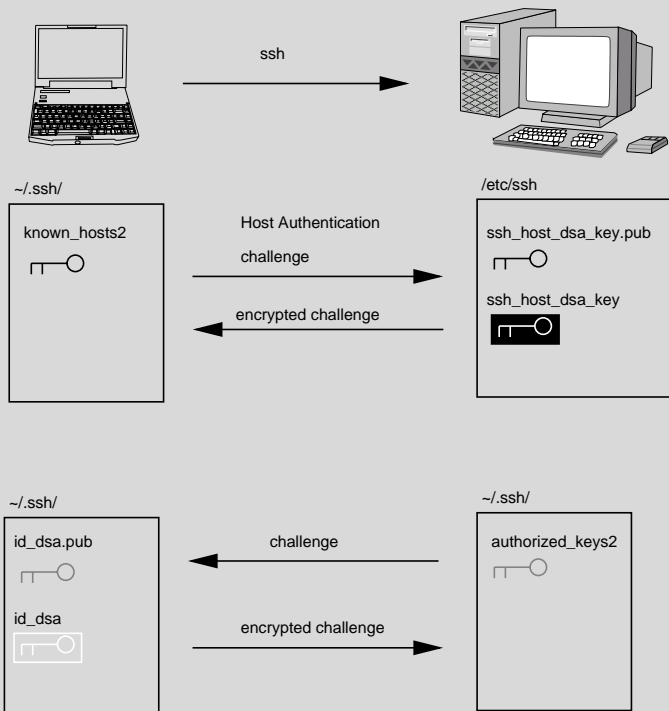 ssh
~/.ssh/
/etc/ssh
known_hosts2
Host Authentication
ssh_host_dsa_key.pub
challenge
ssh_host_dsa_key
encrypted challenge
~/.ssh/
~/.ssh/
id_dsa.pub
challenge
authorized_keys2
id_dsa
encrypted challenge